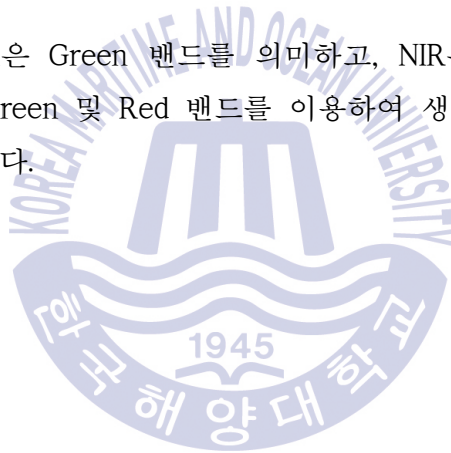 은 Green 밴드를 의미하고, NIR
reen 및 Red 밴드를 이용하여 생
다.
KOREA MARITIME AND OCEAN UNIVERSITY
1945
한국해양대학교